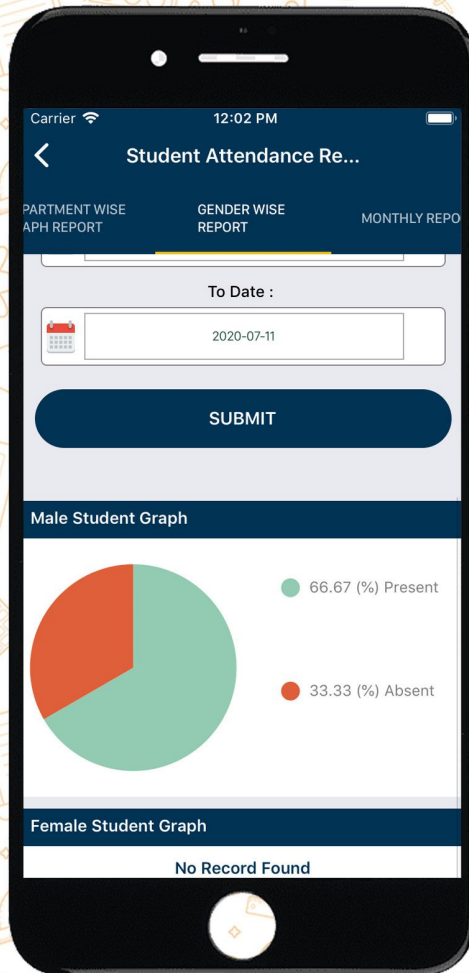 Carrier
12:02 PM
Student Attendance Re...
PARTMENT WISE
APH REPORT
GENDER WISE
REPORT
MONTHLY REPO
To Date :
2020-07-11
SUBMIT
Male Student Graph
66.67 (%) Present
33.33 (%) Absent
Female Student Graph
No Record Found